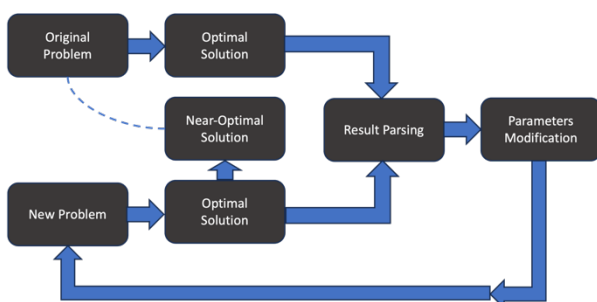 Original
Problem
Optimal
Solution
Near-Optimal
Solution
Result Parsing
Parameters
Modification
New Problem
Optimal
Solution